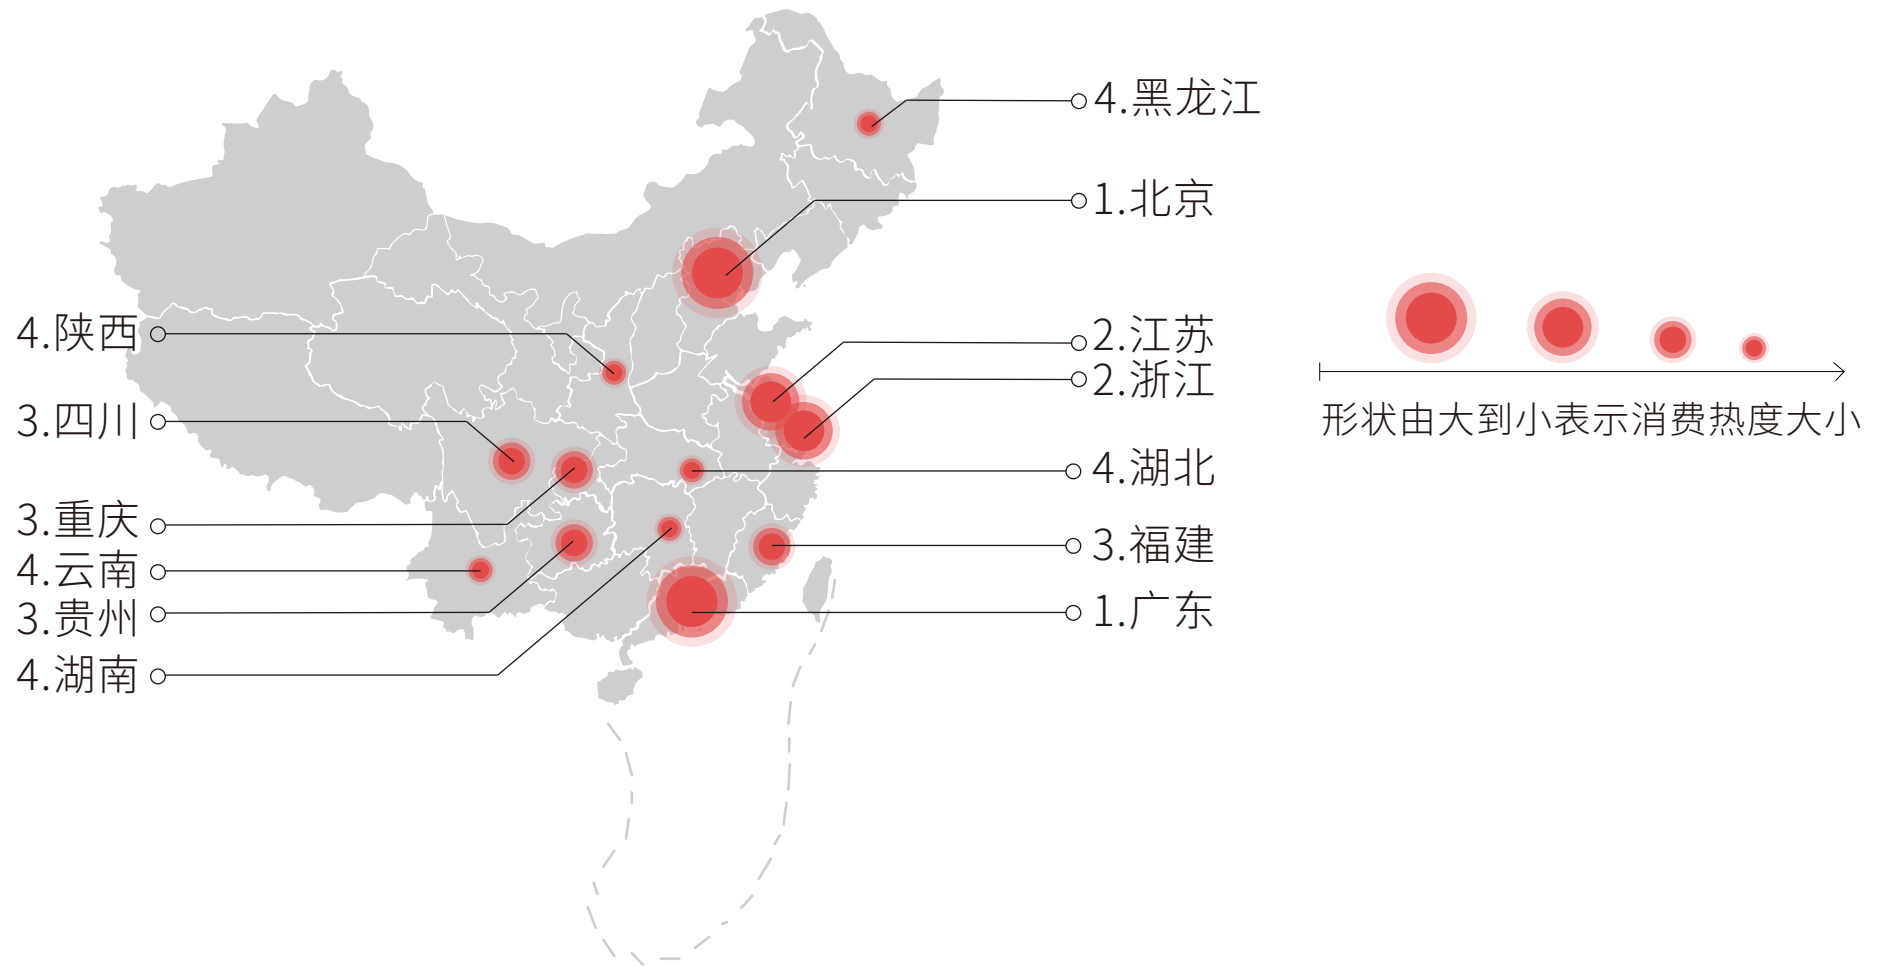 4.黑龙江
1.北京
4.陕西
2.江苏
2.浙江
3.四川
4.湖北
3.重庆
3.福建
4.云南
3.贵州
1.广东
4.湖南
形状由大到小表示消费热度大小